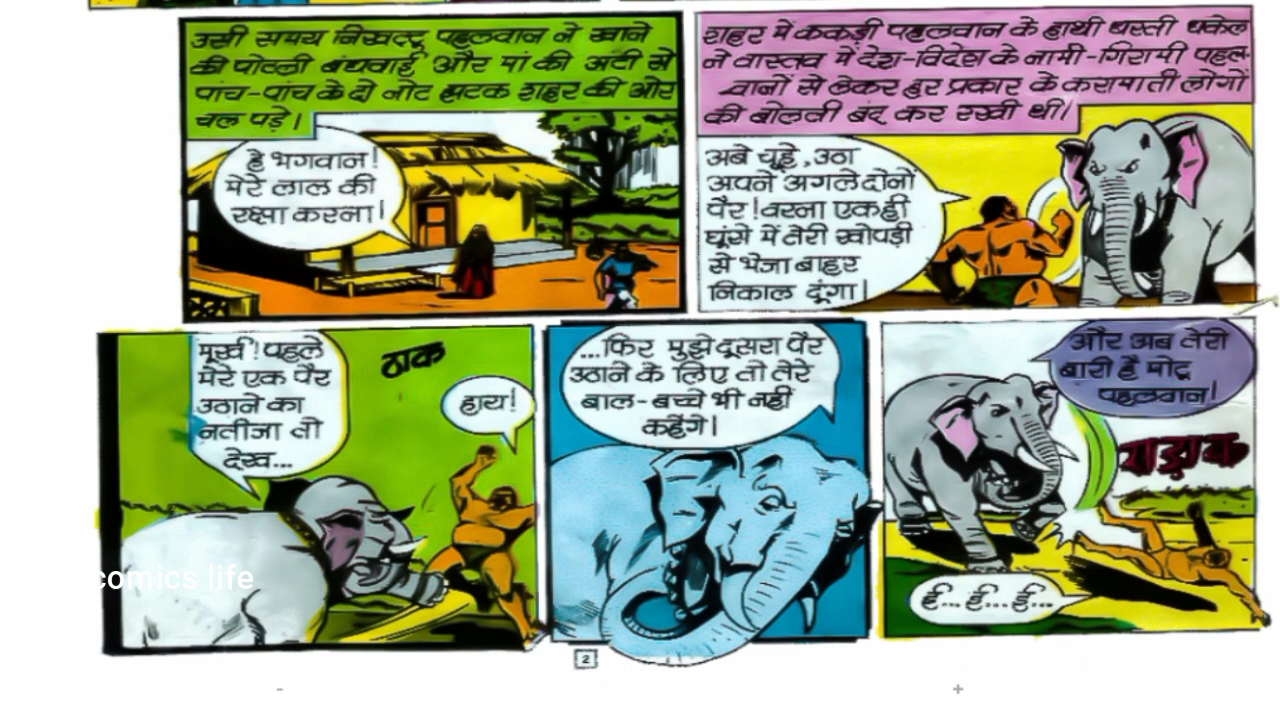 उसी समय निखट्टू पहलवान ने खाने
की पोटली बंधवाई और मां की अंटी से
पांच-पांच के दो नोट झटक शहर की ओर
चल पड़े।
हे भगवान!
मेरे लाल की
रक्षा करना!
शहर में ककड़ी पहलवान के हाथी धरती धकेल
ने वास्तव में देश-विदेश के नामी-गिरामी पहल-
वानों से लेकर हर प्रकार के करामाती लोगों
की बोलती बंद कर रखी थी।
अबे चूहे, उठा
अपने अगले दोनों
पैर! वरना एक ही
घूंसे में तेरी खोपड़ी
से भेजा बाहर
निकाल दूंगा।
मूर्ख! पहले
मेरे एक पैर
उठाने का
नतीजा तो
देख...
ठाक
हाय!
...फिर मुझे दूसरा पैर
उठाने के लिए तो तेरे
बाल-बच्चे भी नहीं
कहेंगे।
और अब तेरी
बारी है मोटू
पहलवान!
सड़ाक
ई...ई...ई...
comics life
2